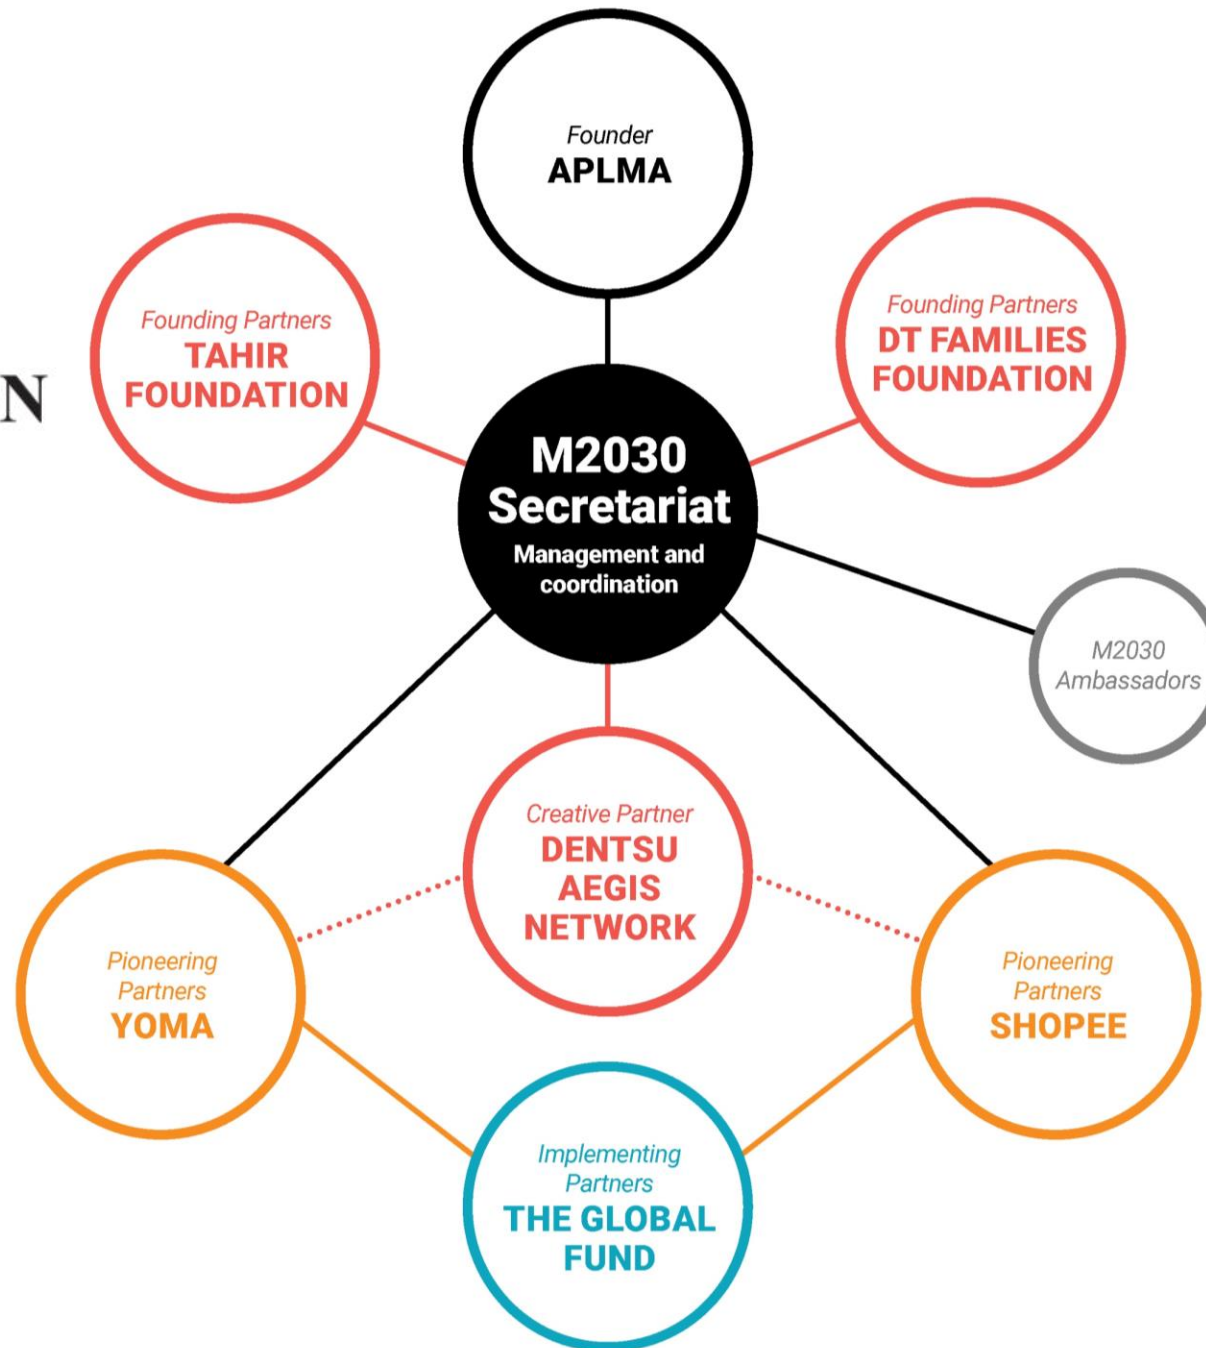 Founder
APLMA
Founding Partners
TAHIR
FOUNDATION
Founding Partners
DT FAMILIES
FOUNDATION
N
M2030
Secretariat
Management and
coordination
M2030
Ambassadors
Creative Partner
DENTSU
AEGIS
NETWORK
Pioneering
Partners
YOMA
Pioneering
Partners
SHOPEE
Implementing
Partners
THE GLOBAL
FUND